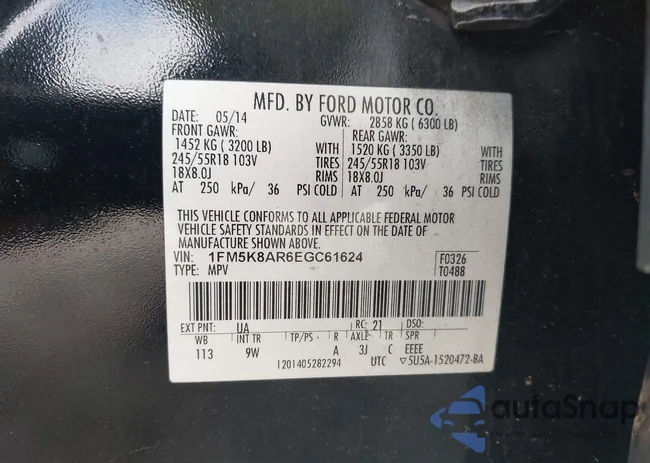 MFD. BY FORD MOTOR CO.
DATE: 05/14 GVWR: 2858 KG ( 6300 LB)
FRONT GAWR: REAR GAWR:
1452 KG ( 3200 LB) WITH 1520 KG ( 3350 LB) WITH
245/55R18 103V TIRES 245/55R18 103V TIRES
18X8.0J RIMS 18X8.0J RIMS
AT 250 kPa/ 36 PSI COLD AT 250 kPa/ 36 PSI COLD
THIS VEHICLE CONFORMS TO ALL APPLICABLE FEDERAL MOTOR
VEHICLE SAFETY STANDARDS IN EFFECT ON THE DATE OF
MANUFACTURE SHOWN ABOVE.
VIN: 1FM5K8AR6EGC61624 F0326
TYPE: MPV T0488
EXT PNT: UA RC: 21 DSO:
WB INT TR TP/PS R AXLE TR SPR
113 9W A 3J C EEEE
1201405282294 UTC ▽5U5A-1520472-BA
autoSnap